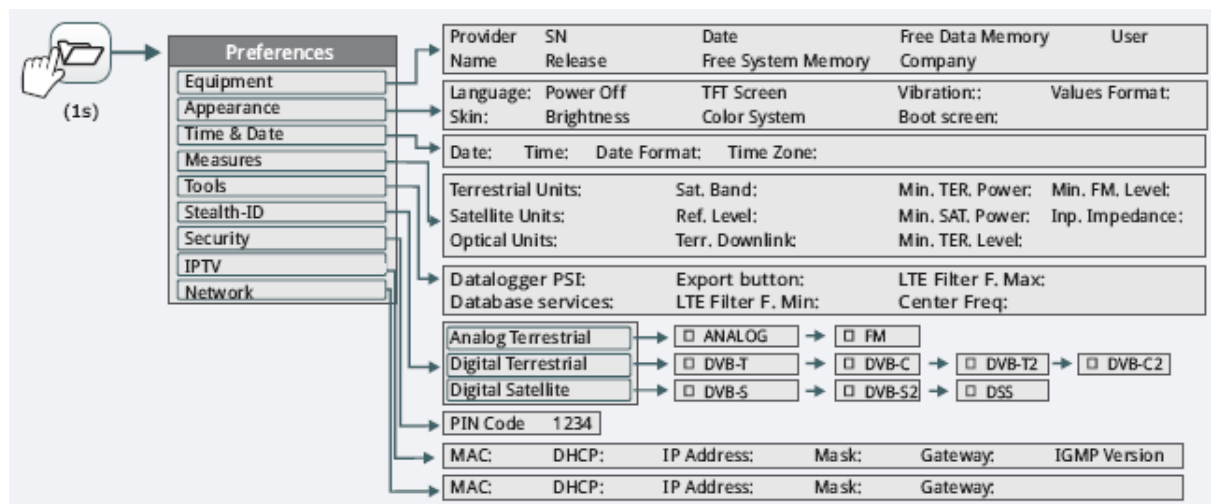 (1s)
Preferences
Equipment
Appearance
Time & Date
Measures
Tools
Stealth-ID
Security
IPTV
Network
Provider SN Date Free Data Memory User
Name Release Free System Memory Company
Language: Power Off TFT Screen Vibration:: Values Format:
Skin: Brightness Color System Boot screen:
Date: Time: Date Format: Time Zone:
Terrestrial Units: Sat. Band: Min. TER. Power: Min. FM. Level:
Satellite Units: Ref. Level: Min. SAT. Power: Inp. Impedance:
Optical Units: Terr. Downlink: Min. TER. Level:
Datalogger PSI: Export button: LTE Filter F. Max:
Database services: LTE Filter F. Min: Center Freq:
Analog Terrestrial ANALOG FM
Digital Terrestrial DVB-T DVB-C DVB-T2 DVB-C2
Digital Satellite DVB-S DVB-S2 DSS
PIN Code 1234
MAC: DHCP: IP Address: Mask: Gateway: IGMP Version
MAC: DHCP: IP Address: Mask: Gateway: